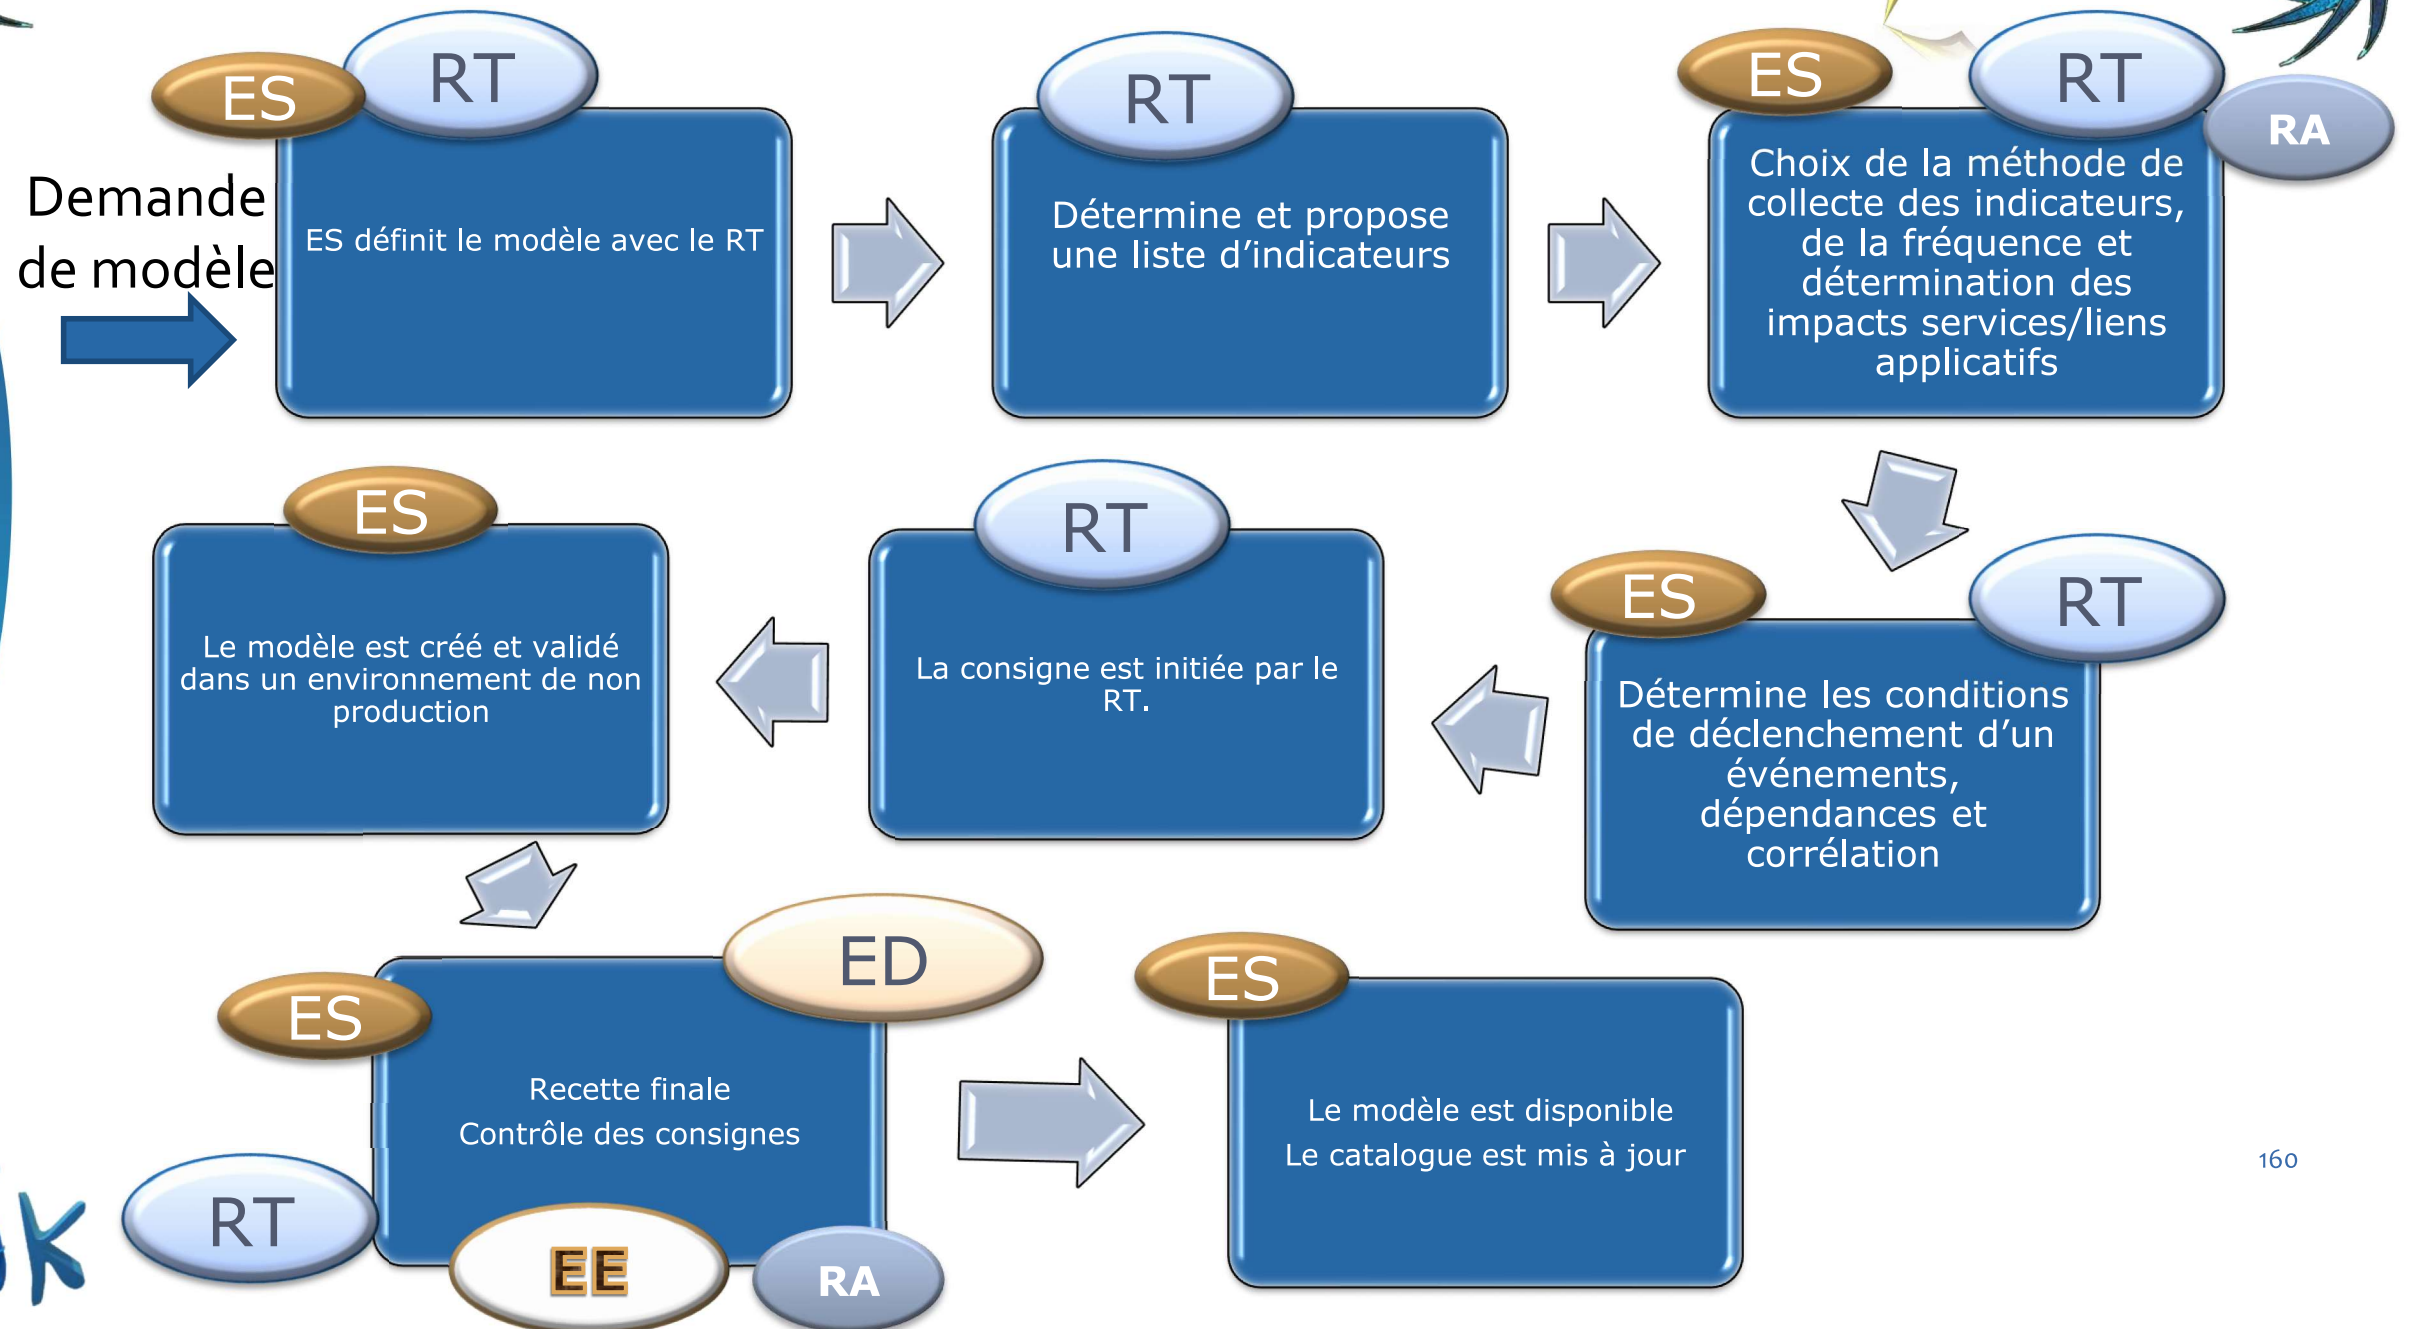 ES
RT
Demande
de modèle
ES définit le modèle avec le RT
RT
Détermine et propose
une liste d’indicateurs
ES
RT
RA
Choix de la méthode de
collecte des indicateurs,
de la fréquence et
détermination des
impacts services/liens
applicatifs
ES
RT
Détermine les conditions
de déclenchement d’un
événements,
dépendances et
corrélation
RT
La consigne est initiée par le
RT.
ES
Le modèle est créé et validé
dans un environnement de non
production
ES
ED
Recette finale
Contrôle des consignes
RT
EE
RA
ES
Le modèle est disponible
Le catalogue est mis à jour
160